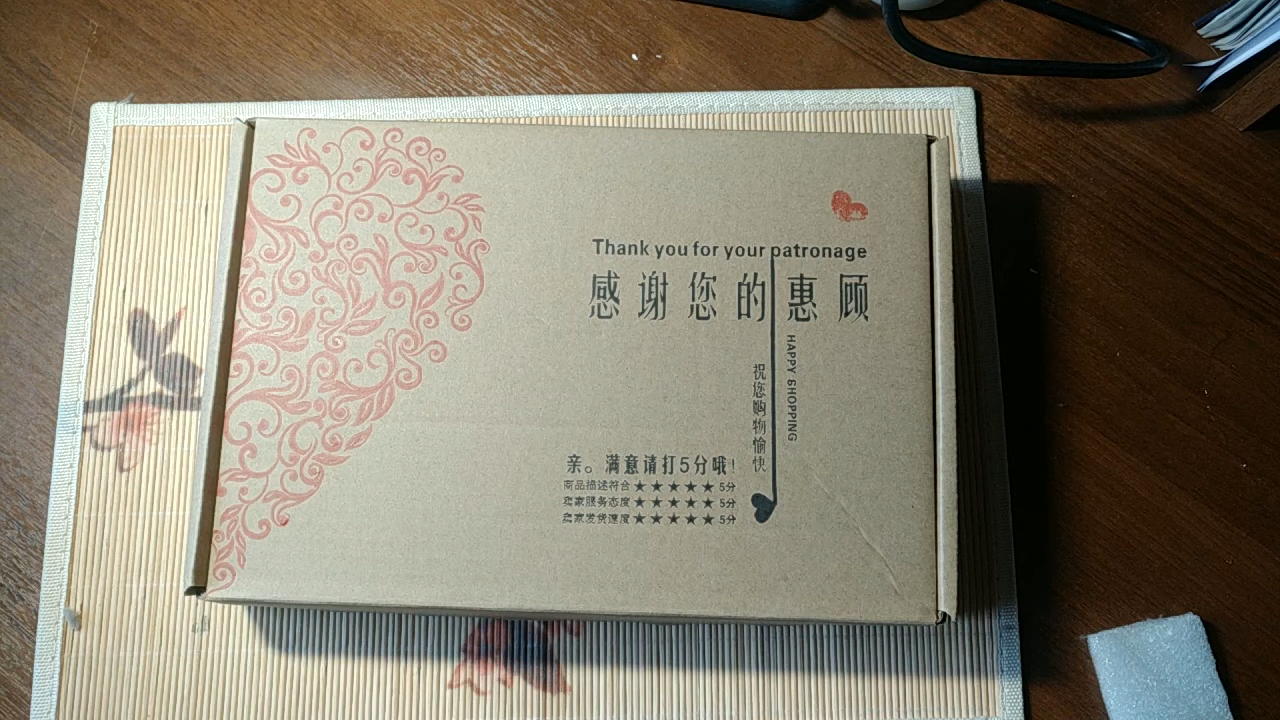 Thank you for your patronage
感谢您的惠顾
HAPPY SHOPPING
祝您购物愉快
亲。满意请打5分哦!
商品描述符合★★★★★5分
卖家服务态度★★★★★5分
卖家发货速度★★★★★5分